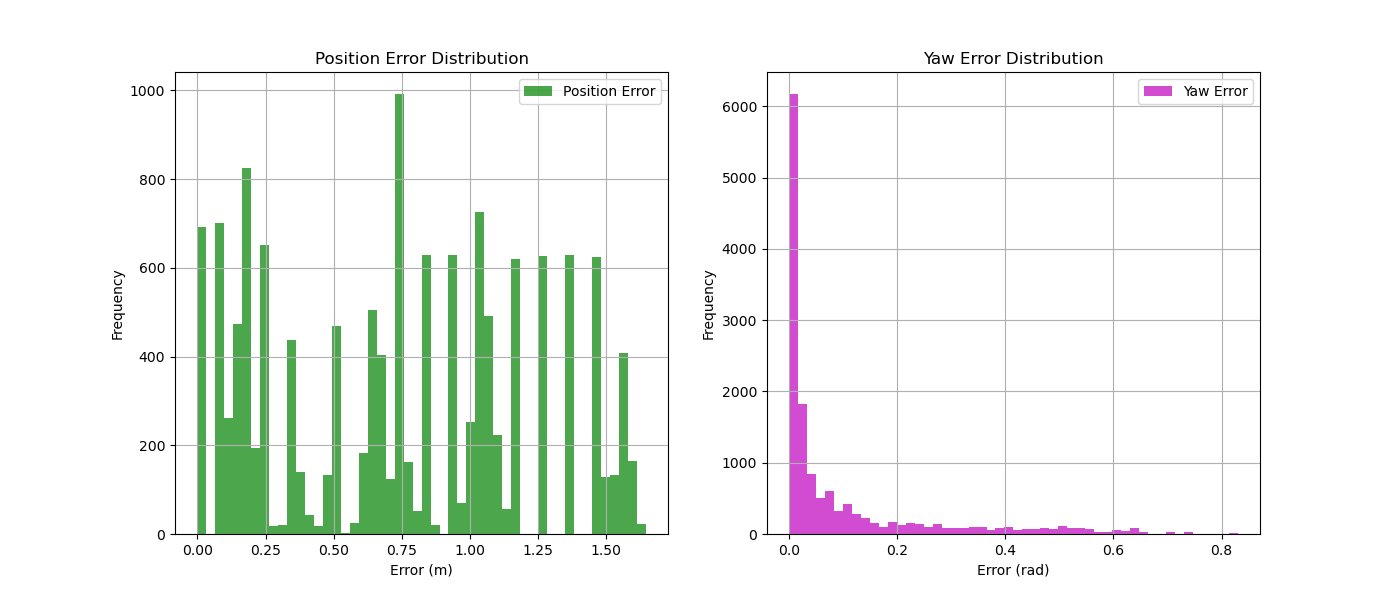 Position Error Distribution
Position Error
1000
800
600
400
200
0
Frequency
0.00 0.25 0.50 0.75 1.00 1.25 1.50
Error (m)
Yaw Error Distribution
Yaw Error
6000
5000
4000
3000
2000
1000
0
Frequency
0.0 0.2 0.4 0.6 0.8
Error (rad)